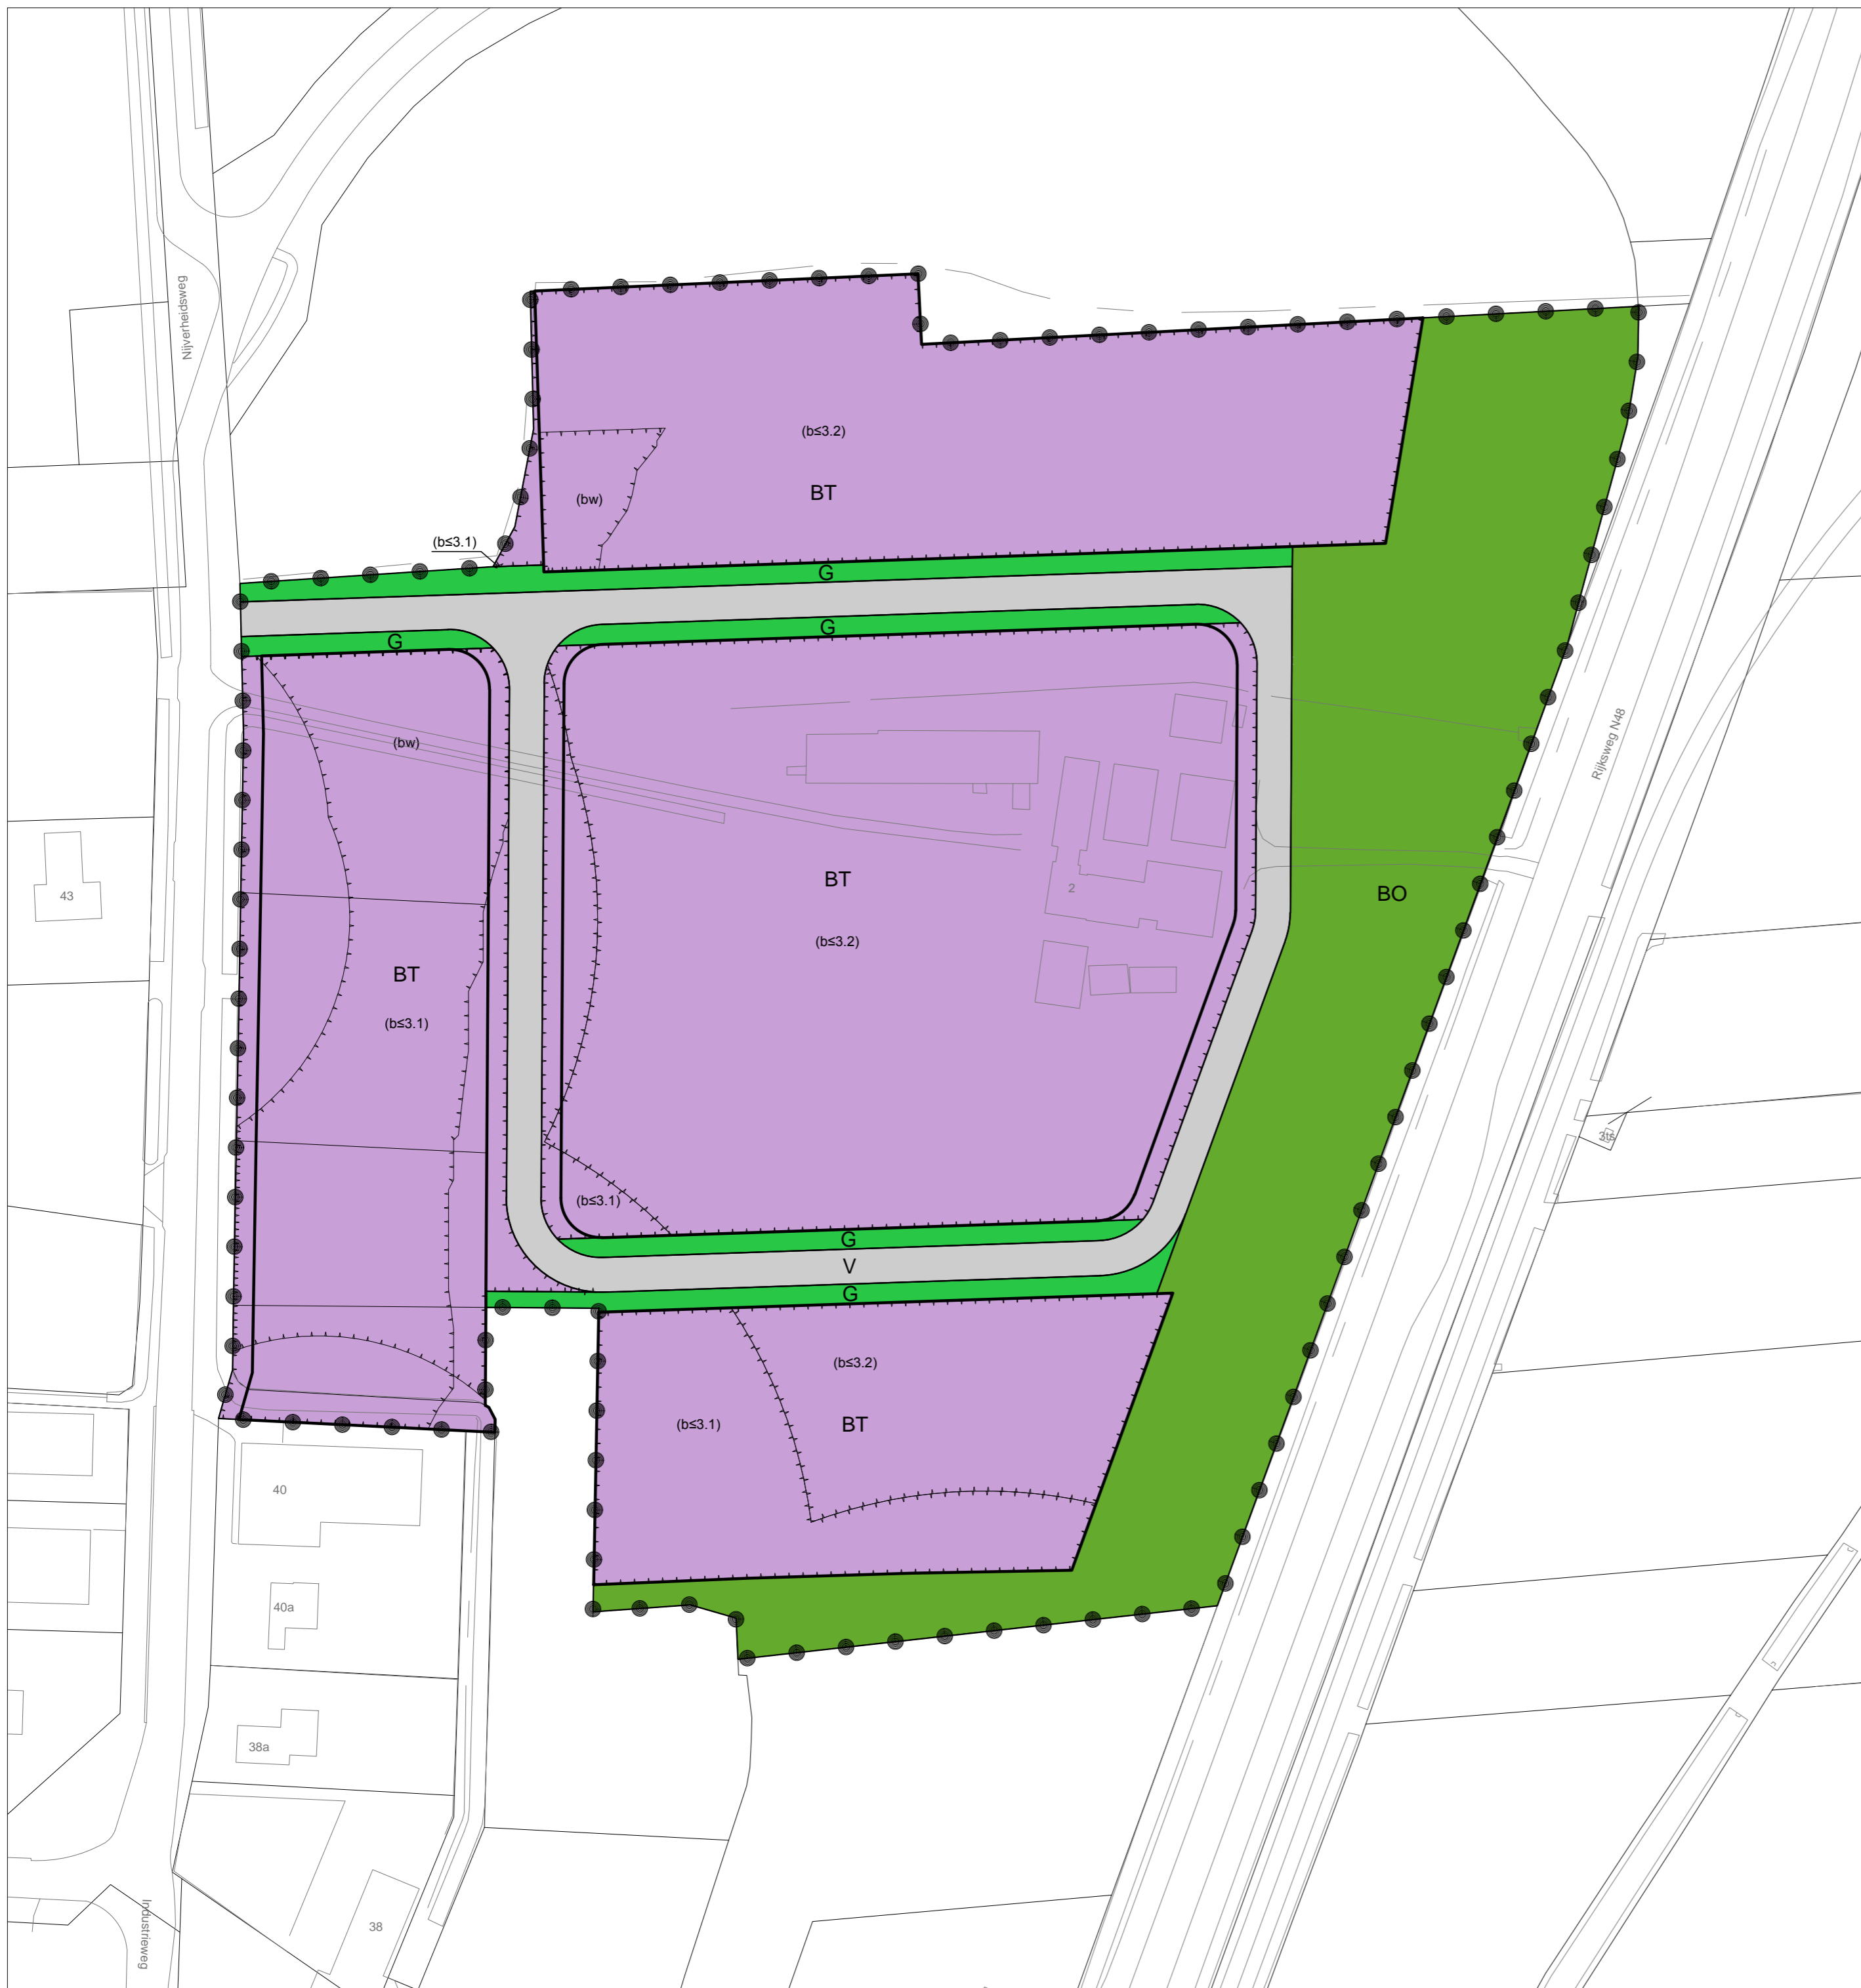 Nijverheidsweg
(b≤3.2)
BT
(bw)
(b≤3.1)
G
G
G
(bw)
Rijksweg N48
BT
2
BO
43
(b≤3.2)
BT
(b≤3.1)
3ts
(b≤3.1)
G
V
G
(b≤3.2)
(b≤3.1)
BT
40
40a
38a
38
Industrieweg